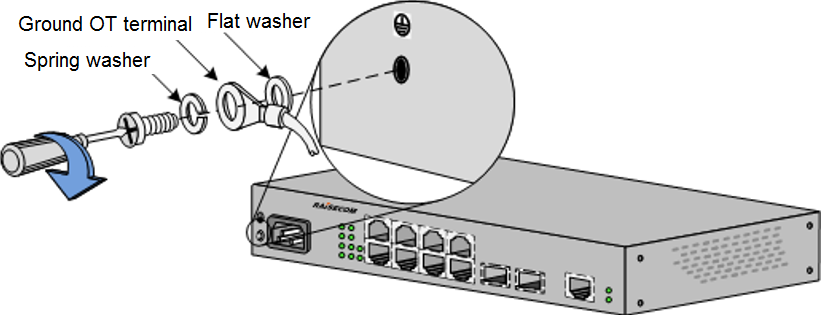 Ground OT terminal
Flat washer
Spring washer
RAISECOM